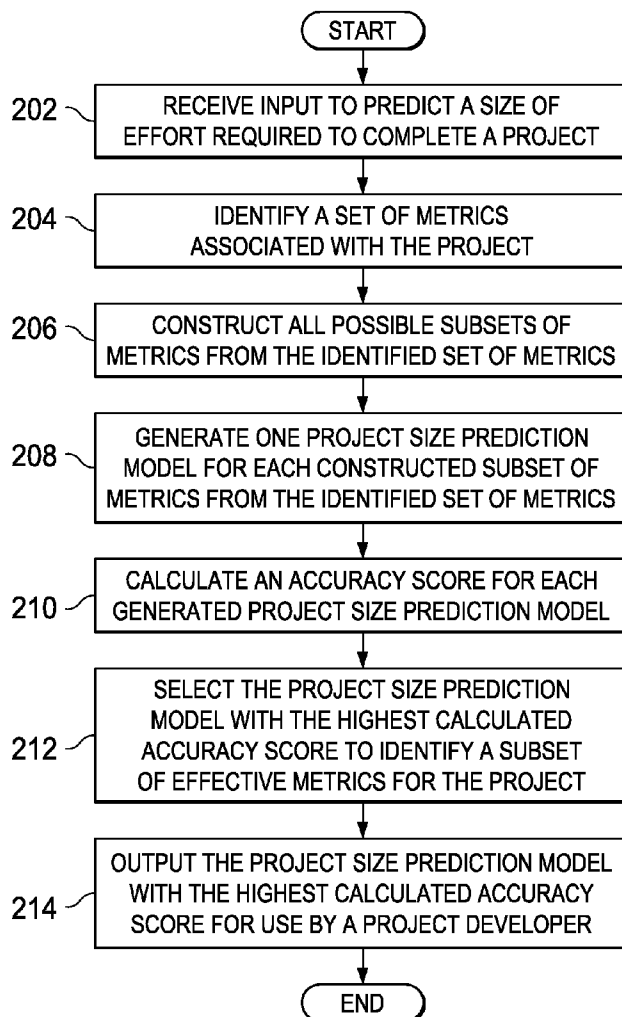 START
202
RECEIVE INPUT TO PREDICT A SIZE OF
EFFORT REQUIRED TO COMPLETE A PROJECT
204
IDENTIFY A SET OF METRICS
ASSOCIATED WITH THE PROJECT
206
CONSTRUCT ALL POSSIBLE SUBSETS OF
METRICS FROM THE IDENTIFIED SET OF METRICS
208
GENERATE ONE PROJECT SIZE PREDICTION
MODEL FOR EACH CONSTRUCTED SUBSET OF
METRICS FROM THE IDENTIFIED SET OF METRICS
210
CALCULATE AN ACCURACY SCORE FOR EACH
GENERATED PROJECT SIZE PREDICTION MODEL
212
SELECT THE PROJECT SIZE PREDICTION
MODEL WITH THE HIGHEST CALCULATED
ACCURACY SCORE TO IDENTIFY A SUBSET
OF EFFECTIVE METRICS FOR THE PROJECT
214
OUTPUT THE PROJECT SIZE PREDICTION MODEL
WITH THE HIGHEST CALCULATED ACCURACY
SCORE FOR USE BY A PROJECT DEVELOPER
END